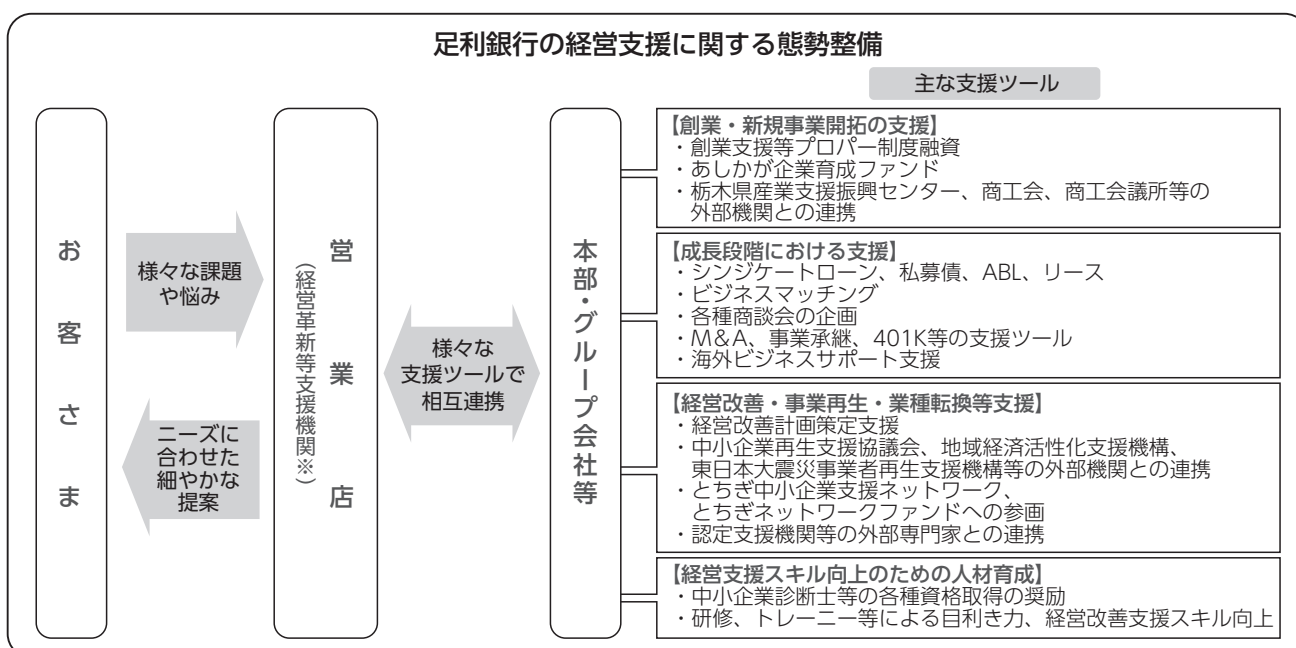 足利銀行の経営支援に関する態勢整備
主な支援ツール
お客さま
様々な課題
や悩み
ニーズに
合わせた
細やかな
提案
営業店
（経営革新等支援機関※）
様々な
支援ツールで
相互連携
本部・グループ会社等
【創業・新規事業開拓の支援】
・創業支援等プロパー制度融資
・あしかが企業育成ファンド
・栃木県産業支援振興センター、商工会、商工会議所等の
外部機関との連携
【成長段階における支援】
・シンジケートローン、私募債、ABL、リース
・ビジネスマッチング
・各種商談会の企画
・M&A、事業承継、401K等の支援ツール
・海外ビジネスサポート支援
【経営改善・事業再生・業種転換等支援】
・経営改善計画策定支援
・中小企業再生支援協議会、地域経済活性化支援機構、
東日本大震災事業者再生支援機構等の外部機関との連携
・とちぎ中小企業支援ネットワーク、
とちぎネットワークファンドへの参画
・認定支援機関等の外部専門家との連携
【経営支援スキル向上のための人材育成】
・中小企業診断士等の各種資格取得の奨励
・研修、トレーニー等による目利き力、経営改善支援スキル向上